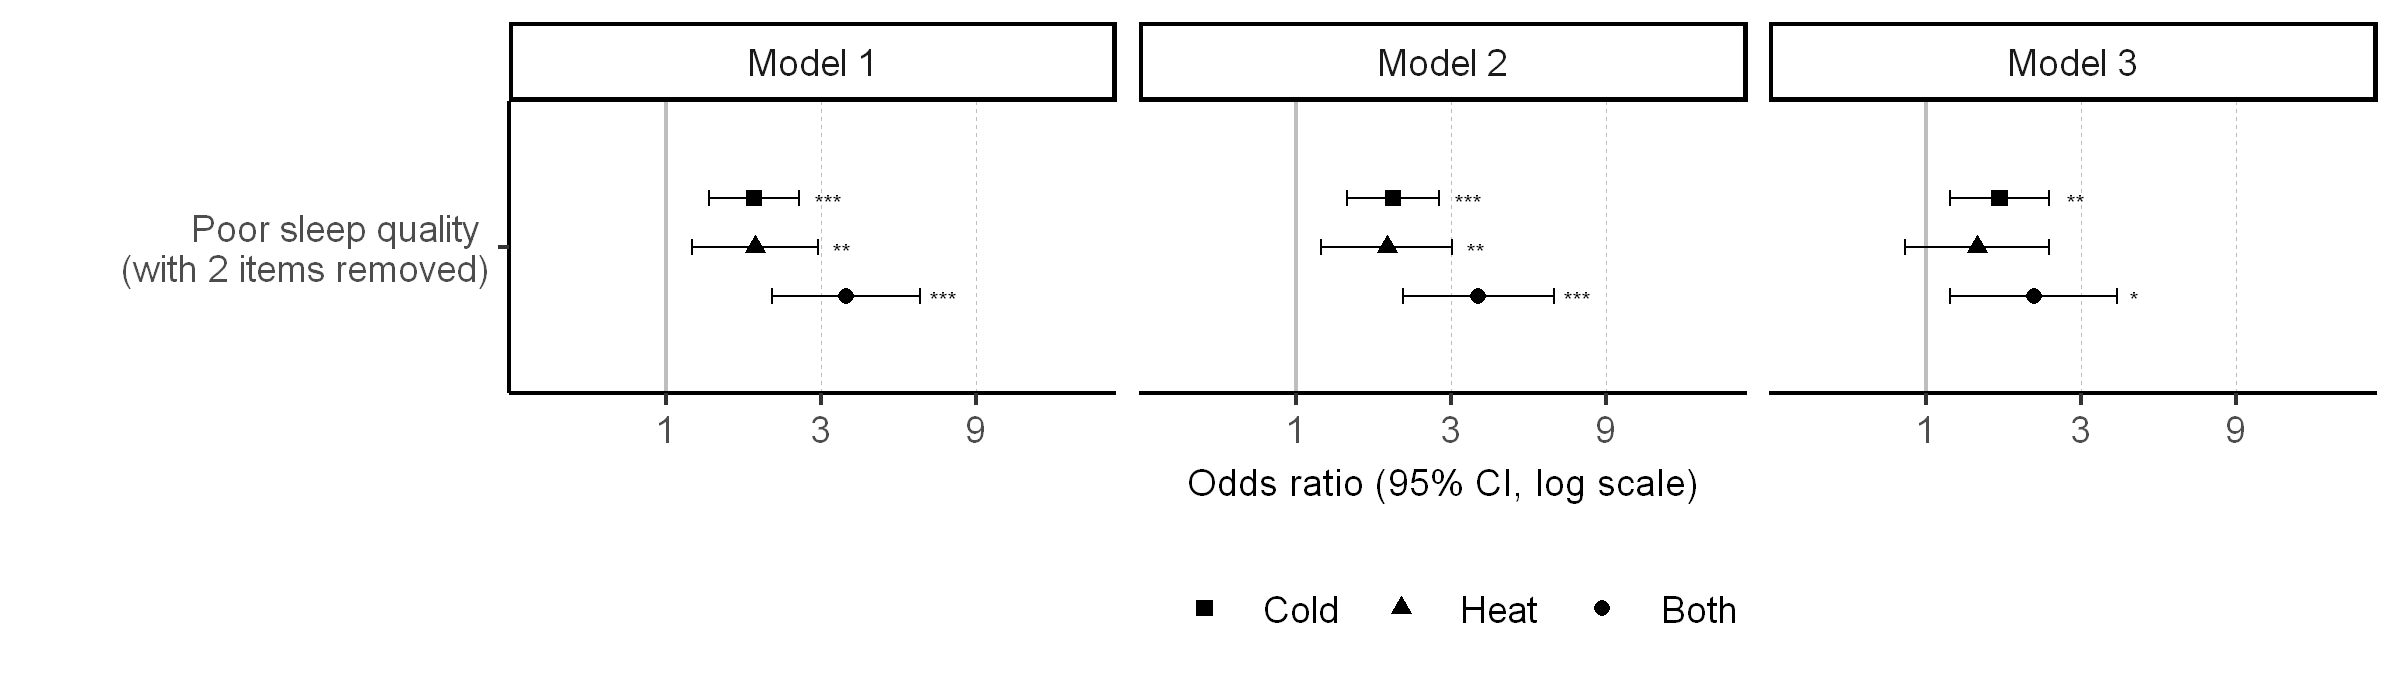 Model 1
Model 2
Model 3
Poor sleep quality
(with 2 items removed)
***
**
***
***
**
***
**
*
1
3
9
1
3
9
1
3
9
Odds ratio (95% CI, log scale)
Cold
Heat
Both